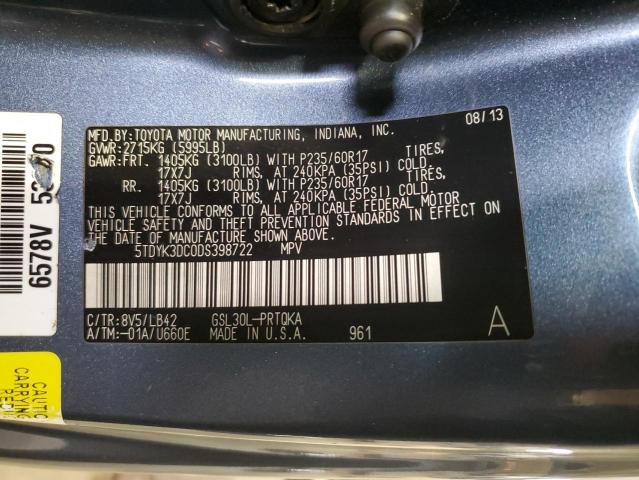 08/13
MFD.BY:TOYOTA MOTOR MANUFACTURING, INDIANA, INC.
GVWR:2715KG (5995LB)
GAWR:FRT. 1405KG (3100LB) WITH P235/60R17 TIRES,
17X7J RIMS, AT 240KPA (35PSI) COLD.
RR. 1405KG (3100LB) WITH P235/60R17 TIRES,
17X7J RIMS, AT 240KPA (35PSI) COLD.
THIS VEHICLE CONFORMS TO ALL APPLICABLE FEDERAL MOTOR
VEHICLE SAFETY AND THEFT PREVENTION STANDARDS IN EFFECT ON
THE DATE OF MANUFACTURE SHOWN ABOVE.
5TDYK3DC0DS398722 MPV
C/TR:8V5/LB42 GSL30L-PRTQKA
A/TM:-01A/U660E MADE IN U.S.A. 961 A
6578V
CAUTI
CARRYING